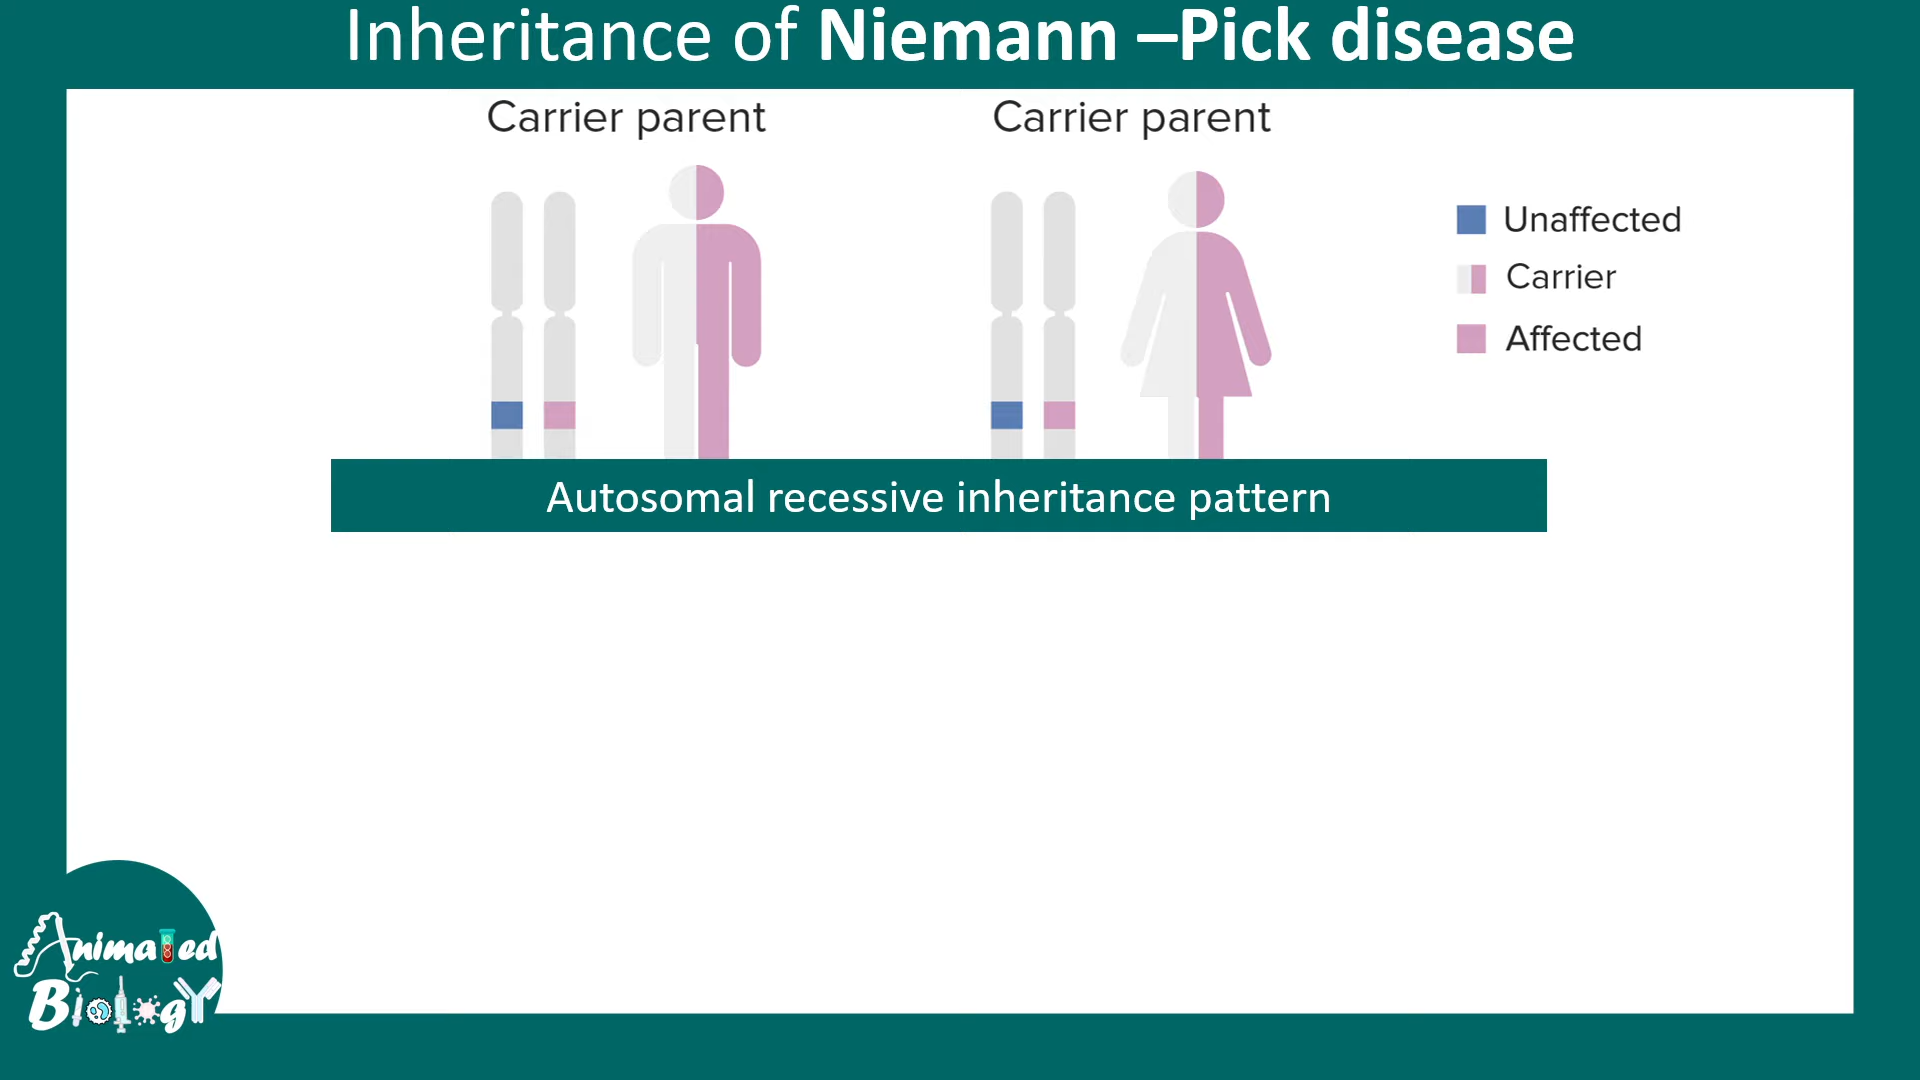 Inheritance of Niemann –Pick disease
Carrier parent
Carrier parent
Unaffected
Carrier
Affected
Autosomal recessive inheritance pattern
Animated
Biology